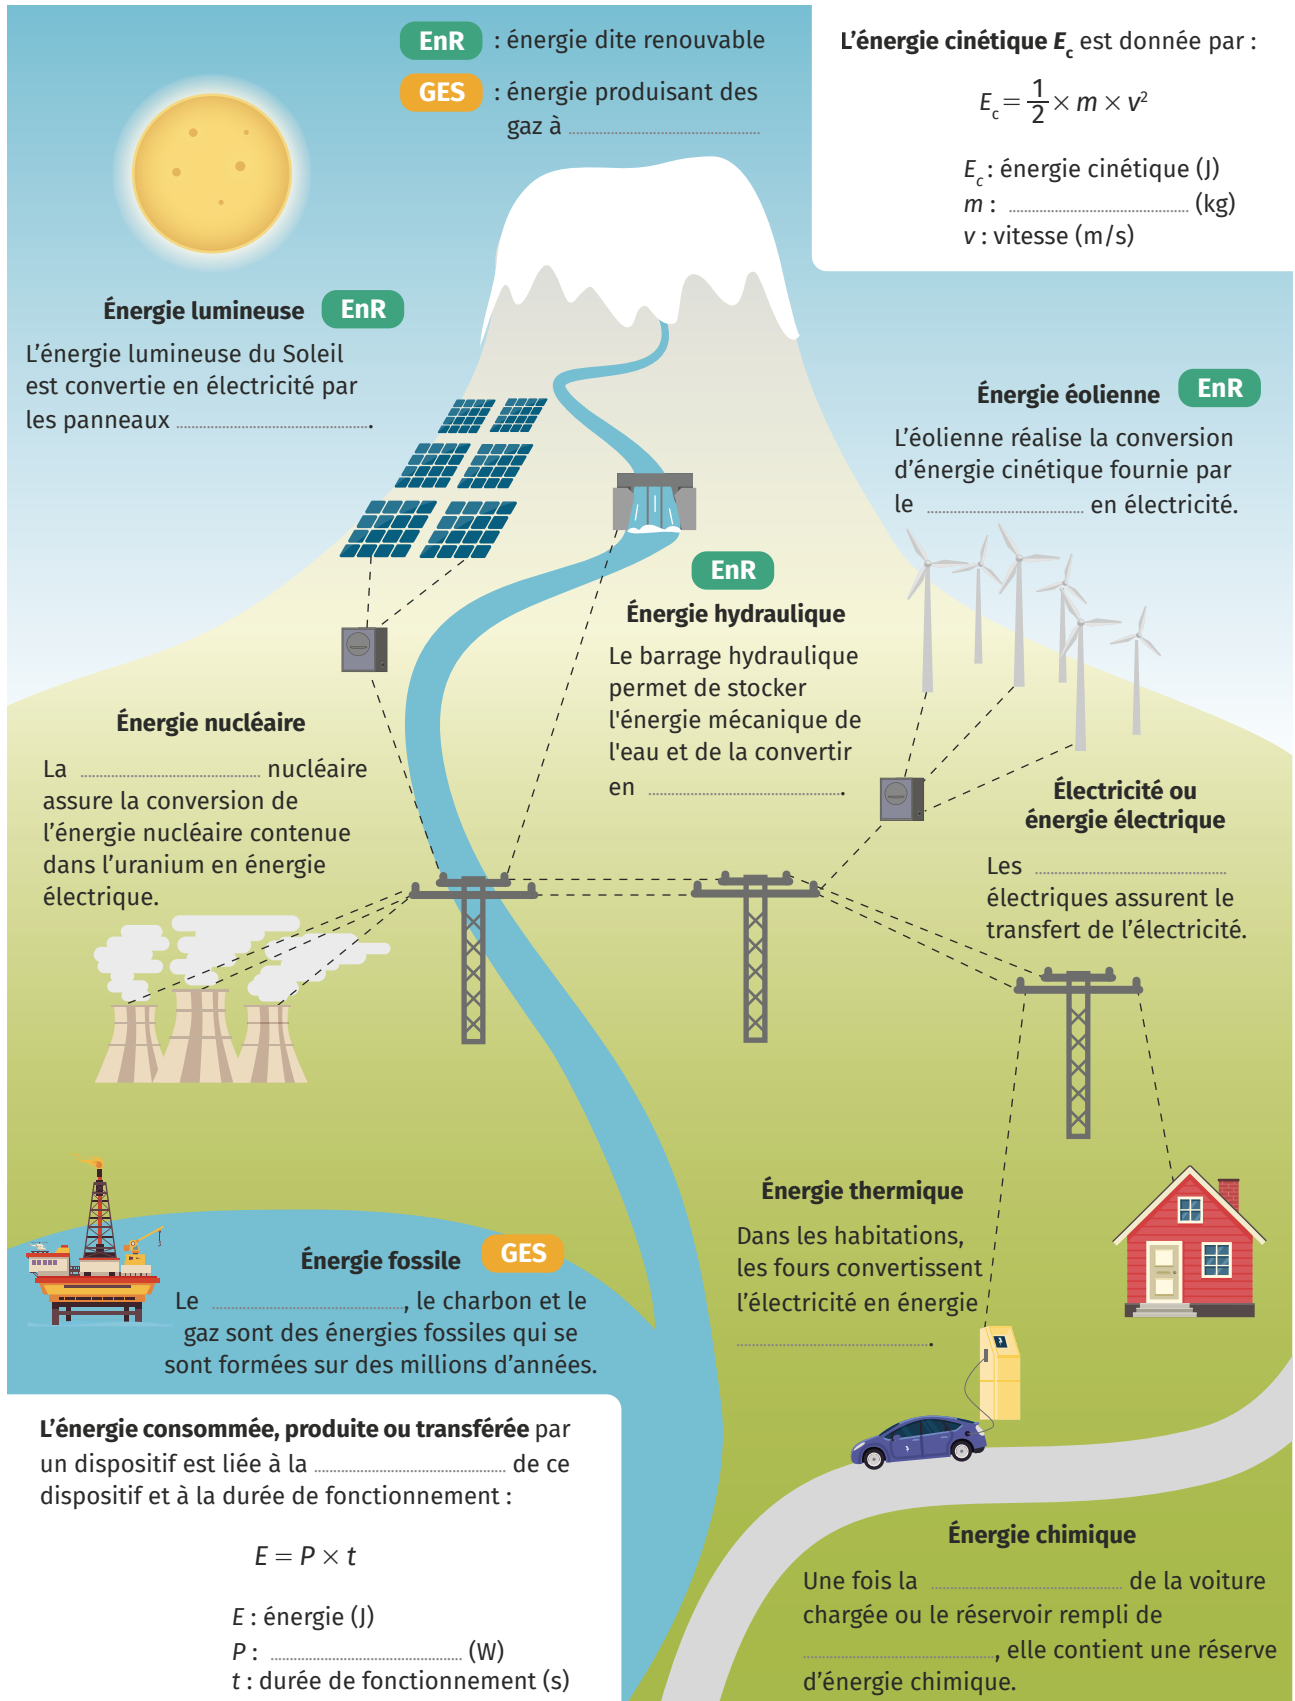 EnR : énergie dite renouvable
GES : énergie produisant des
gaz à ........................................
L'énergie cinétique Ec est donnée par :
Ec = 1/2 × m × v²
Ec : énergie cinétique (J)
m : ........................................ (kg)
v : vitesse (m/s)
Énergie lumineuse EnR
L'énergie lumineuse du Soleil
est convertie en électricité par
les panneaux .........................................
Énergie éolienne EnR
L'éolienne réalise la conversion
d'énergie cinétique fournie par
le ........................................ en électricité.
EnR
Énergie hydraulique
Le barrage hydraulique
permet de stocker
l'énergie mécanique de
l'eau et de la convertir
en .........................................
Énergie nucléaire
La ........................................ nucléaire
assure la conversion de
l'énergie nucléaire contenue
dans l'uranium en énergie
électrique.
Électricité ou
énergie électrique
Les ........................................
électriques assurent le
transfert de l'électricité.
Énergie thermique
Dans les habitations,
les fours convertissent
l'électricité en énergie
.........................................
Énergie fossile GES
Le ........................................, le charbon et le
gaz sont des énergies fossiles qui se
sont formées sur des millions d'années.
L'énergie consommée, produite ou transférée par
un dispositif est liée à la ........................................ de ce
dispositif et à la durée de fonctionnement :
E = P × t
E : énergie (J)
P : ........................................ (W)
t : durée de fonctionnement (s)
Énergie chimique
Une fois la ........................................ de la voiture
chargée ou le réservoir rempli de
........................................, elle contient une réserve
d'énergie chimique.